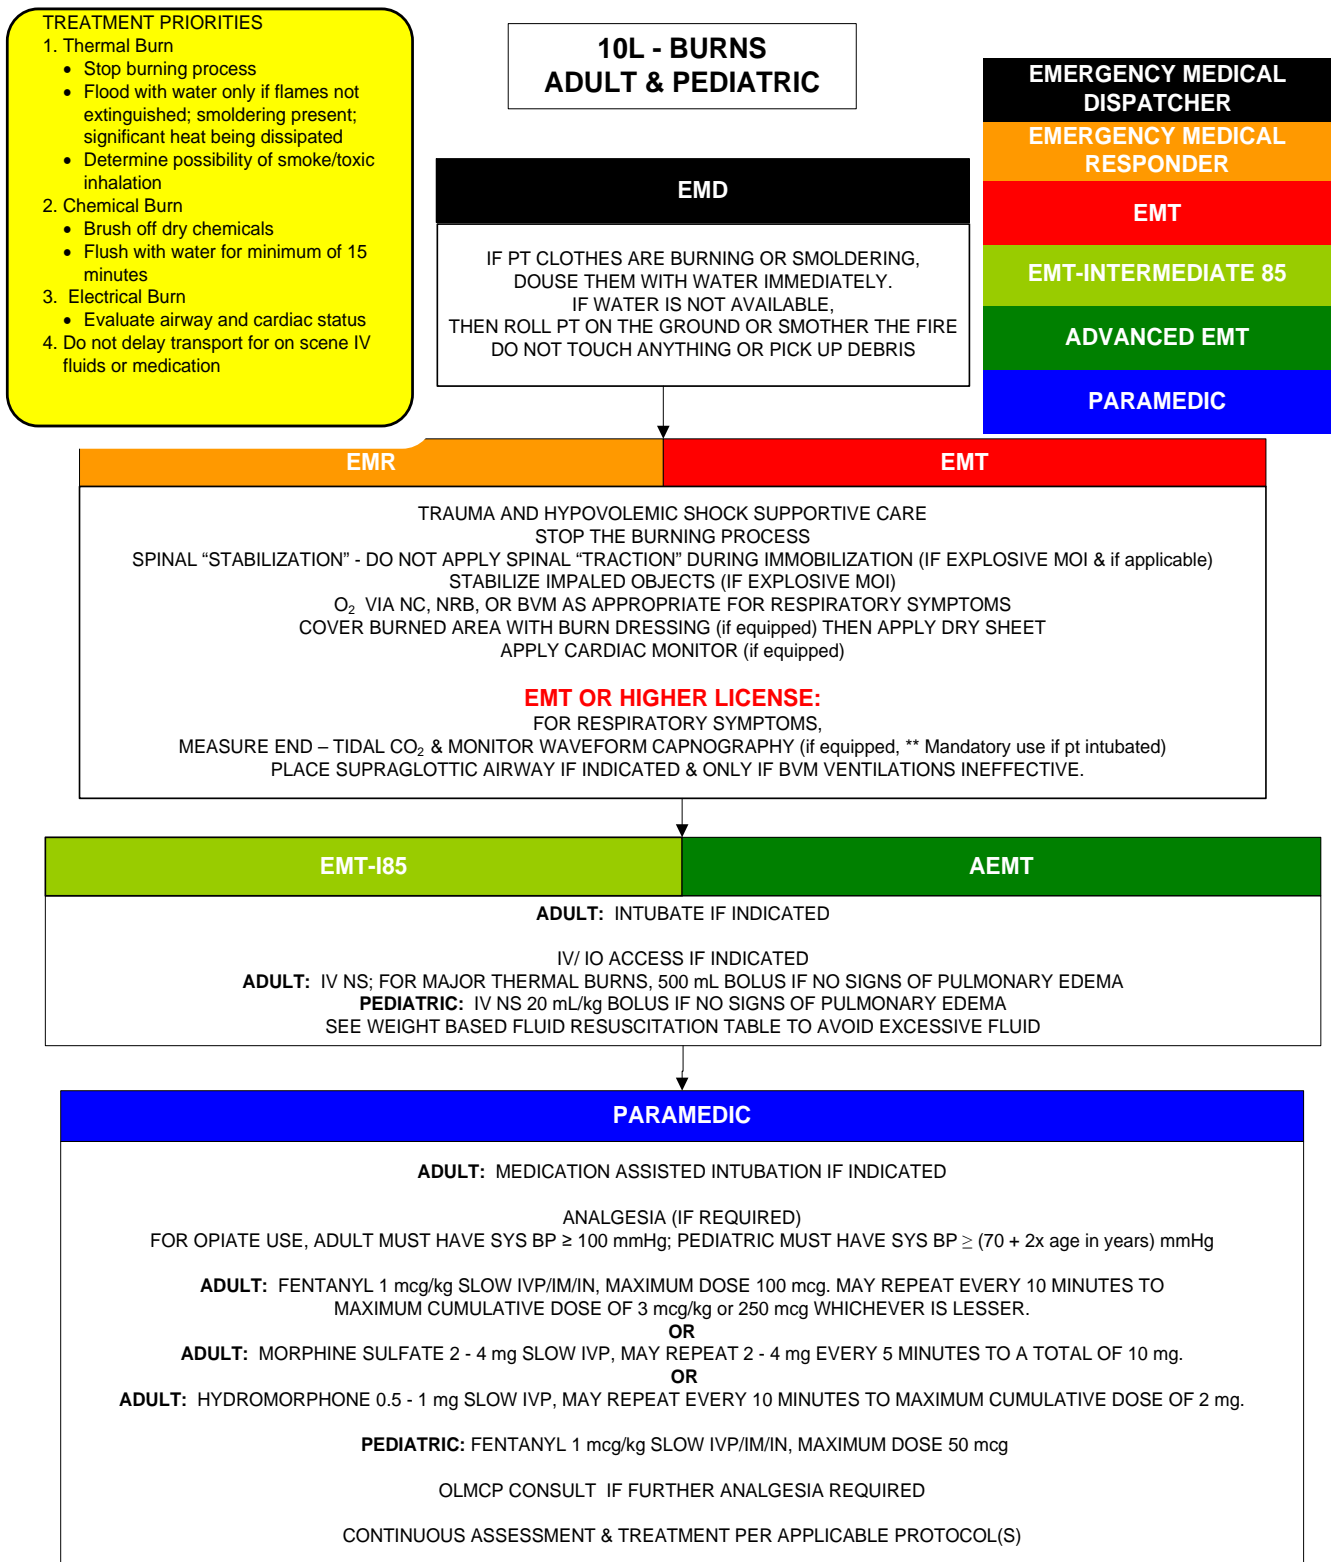 TREATMENT PRIORITIES
1. Thermal Burn
• Stop burning process
• Flood with water only if flames not
extinguished; smoldering present;
significant heat being dissipated
• Determine possibility of smoke/toxic
inhalation
2. Chemical Burn
• Brush off dry chemicals
• Flush with water for minimum of 15
minutes
3. Electrical Burn
• Evaluate airway and cardiac status
4. Do not delay transport for on scene IV
fluids or medication
10L - BURNS
ADULT & PEDIATRIC
EMERGENCY MEDICAL
DISPATCHER
EMERGENCY MEDICAL
RESPONDER
EMT
EMT-INTERMEDIATE 85
ADVANCED EMT
PARAMEDIC
EMD
IF PT CLOTHES ARE BURNING OR SMOLDERING,
DOUSE THEM WITH WATER IMMEDIATELY.
IF WATER IS NOT AVAILABLE,
THEN ROLL PT ON THE GROUND OR SMOTHER THE FIRE
DO NOT TOUCH ANYTHING OR PICK UP DEBRIS
EMR
EMT
TRAUMA AND HYPOVOLEMIC SHOCK SUPPORTIVE CARE
STOP THE BURNING PROCESS
SPINAL “STABILIZATION” - DO NOT APPLY SPINAL “TRACTION” DURING IMMOBILIZATION (IF EXPLOSIVE MOI & if applicable)
STABILIZE IMPALED OBJECTS (IF EXPLOSIVE MOI)
O₂ VIA NC, NRB, OR BVM AS APPROPRIATE FOR RESPIRATORY SYMPTOMS
COVER BURNED AREA WITH BURN DRESSING (if equipped) THEN APPLY DRY SHEET
APPLY CARDIAC MONITOR (if equipped)
EMT OR HIGHER LICENSE:
FOR RESPIRATORY SYMPTOMS,
MEASURE END – TIDAL CO₂ & MONITOR WAVEFORM CAPNOGRAPHY (if equipped, ** Mandatory use if pt intubated)
PLACE SUPRAGLOTTIC AIRWAY IF INDICATED & ONLY IF BVM VENTILATIONS INEFFECTIVE.
EMT-I85
AEMT
ADULT: INTUBATE IF INDICATED
IV/ IO ACCESS IF INDICATED
ADULT: IV NS; FOR MAJOR THERMAL BURNS, 500 mL BOLUS IF NO SIGNS OF PULMONARY EDEMA
PEDIATRIC: IV NS 20 mL/kg BOLUS IF NO SIGNS OF PULMONARY EDEMA
SEE WEIGHT BASED FLUID RESUSCITATION TABLE TO AVOID EXCESSIVE FLUID
PARAMEDIC
ADULT: MEDICATION ASSISTED INTUBATION IF INDICATED
ANALGESIA (IF REQUIRED)
FOR OPIATE USE, ADULT MUST HAVE SYS BP ≥ 100 mmHg; PEDIATRIC MUST HAVE SYS BP ≥ (70 + 2x age in years) mmHg
ADULT: FENTANYL 1 mcg/kg SLOW IVP/IM/IN, MAXIMUM DOSE 100 mcg. MAY REPEAT EVERY 10 MINUTES TO
MAXIMUM CUMULATIVE DOSE OF 3 mcg/kg or 250 mcg WHICHEVER IS LESSER.
OR
ADULT: MORPHINE SULFATE 2 - 4 mg SLOW IVP, MAY REPEAT 2 - 4 mg EVERY 5 MINUTES TO A TOTAL OF 10 mg.
OR
ADULT: HYDROMORPHONE 0.5 - 1 mg SLOW IVP, MAY REPEAT EVERY 10 MINUTES TO MAXIMUM CUMULATIVE DOSE OF 2 mg.
PEDIATRIC: FENTANYL 1 mcg/kg SLOW IVP/IM/IN, MAXIMUM DOSE 50 mcg
OLMCP CONSULT IF FURTHER ANALGESIA REQUIRED
CONTINUOUS ASSESSMENT & TREATMENT PER APPLICABLE PROTOCOL(S)